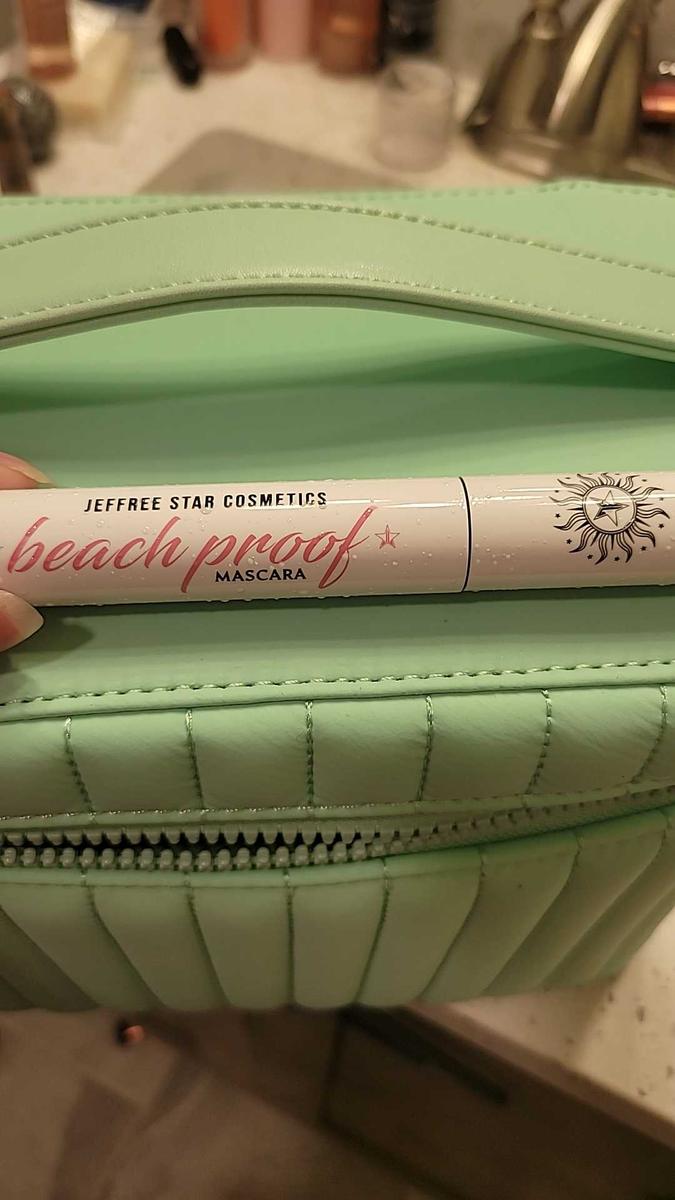 JEFFREE STAR COSMETICS
beach proof
MASCARA